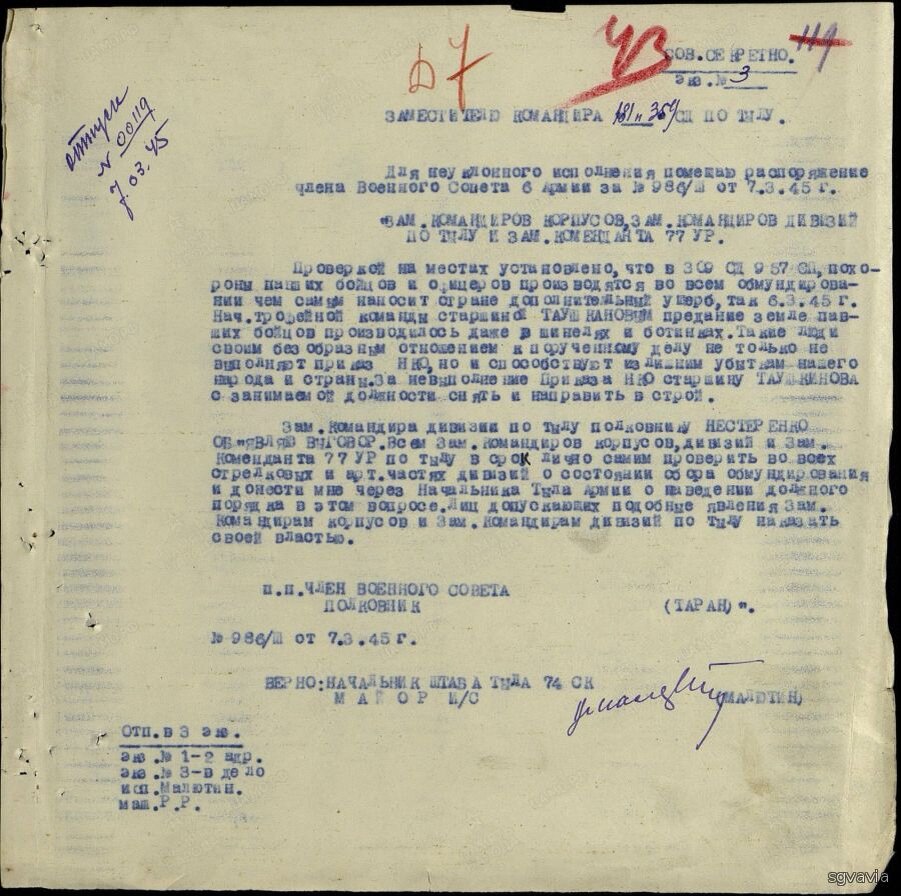 43
Д7
119
СОВ.СЕКРЕТНО.
экз.№ 3
№ 00119
7.03.45
ЗАМЕСТИТЕЛЮ КОМАНДИРА 181 и 359 СД ПО ТЫЛУ.
Для неуклонного исполнения помещаю распоряжение
члена Военного Совета 6 Армии за № 986/Ш от 7.3.45 г.
"ЗАМ.КОМАНДИРОВ КОРПУСОВ,ЗАМ.КОМАНДИРОВ ДИВИЗИЙ
ПО ТЫЛУ И ЗАМ.КОМЕНДАНТА 77 УР.
Проверкой на местах установлено, что в 309 СД 957 СП, похо-
роны павших бойцов и офицеров производятся во всем обмундирова-
нии чем самым наносит стране дополнительный ущерб, так 6.3.45 г.
Нач.трофейной команды старшиной ТАУШКАНОВЫМ предание земле пав-
ших бойцов производилось даже в шинелях и ботинках.Такие люди
своим безобразным отношением к порученному делу не только не
выполняют приказ НКО, но и способствуют излишним убыткам нашего
народа и страны.За невыполнение Приказа НКО старшину ТАУШКИНОВА
с занимаемой должности снять и направить в строй.
Зам.Командира дивизии по тылу полковнику НЕСТЕРЕНКО
ОБ"ЯВЛЯЮ ВЫГОВОР.Всем Зам.Командиров корпусов,дивизий и Зам.
Коменданта 77 УР по тылу в срок лично самим проверить во всех
стрелковых и арт.частях дивизий о состоянии сбора обмундирования
и донести мне через Начальника Тыла Армии о наведении должного
порядка в этом вопросе.Лиц допускающих подобные явления Зам.
Командирам корпусов и Зам.Командирам дивизий по тылу наказать
своей властью.
п.п.ЧЛЕН ВОЕННОГО СОВЕТА
ПОЛКОВНИК (ТАРАН)".
№ 986/Ш от 7.3.45 г.
ВЕРНО:НАЧАЛЬНИК ШТАБА ТЫЛА 74 СК
МАЙОР И/С (МАЛЮТИН)
Отп.в 3 экз.
экз.№ 1-2 адр.
экз.№ 3-в дело
исп.Малютин.
маш.Р.Р.
sgvavia